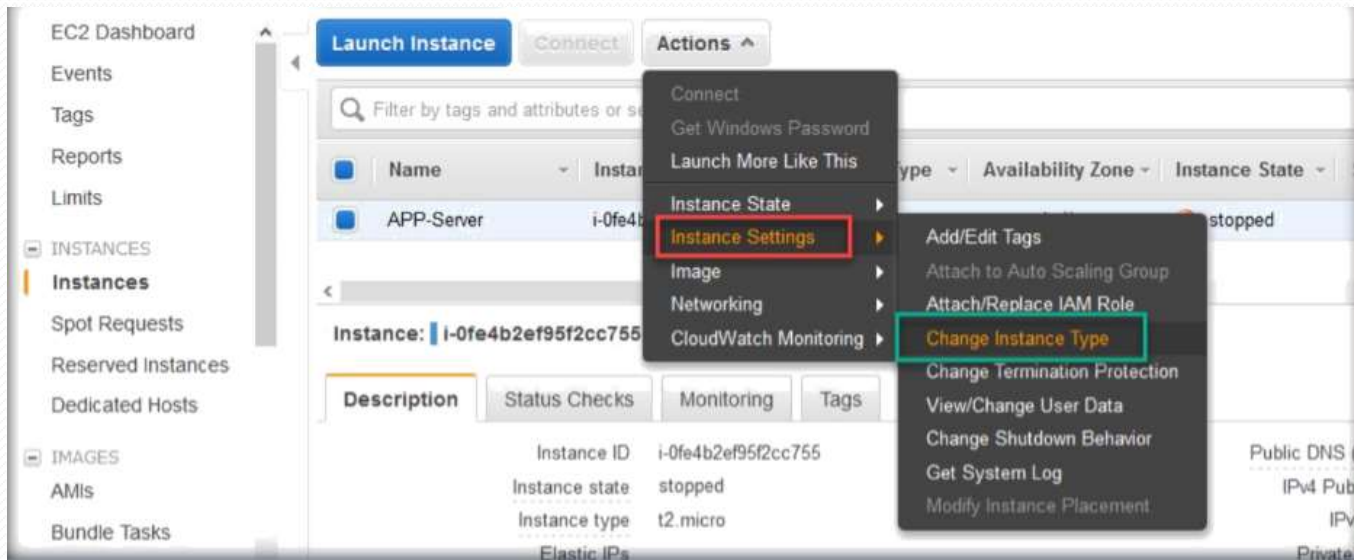 EC2 Dashboard
Events
Tags
Reports
Limits
INSTANCES
Instances
Spot Requests
Reserved Instances
Dedicated Hosts
IMAGES
AMIs
Bundle Tasks
Launch Instance Connect Actions
Filter by tags and attributes or
Name Availability Zone Instance State
APP-Server i-0fe4b stopped
Connect
Get Windows Password
Launch More Like This
Instance State
Instance Settings
Image
Networking
CloudWatch Monitoring
Add/Edit Tags
Attach to Auto Scaling Group
Attach/Replace IAM Role
Change Instance Type
Change Termination Protection
View/Change User Data
Change Shutdown Behavior
Get System Log
Modify Instance Placement
Instance: i-0fe4b2ef95f2cc755
Description Status Checks Monitoring Tags
Instance ID i-0fe4b2ef95f2cc755 Public DNS
Instance state stopped IPv4 Pub
Instance type t2.micro IPv
Elastic IPs Private